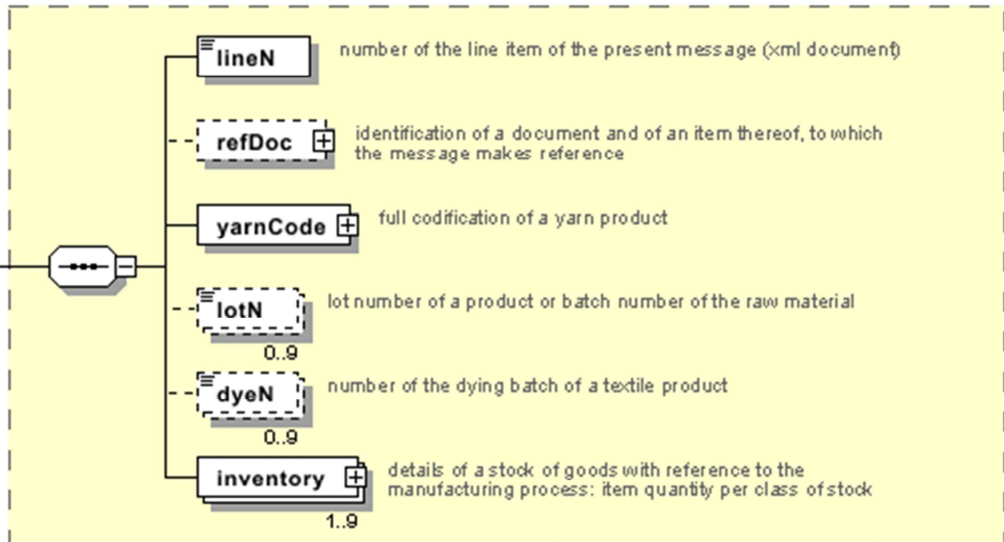 lineN
number of the line item of the present message (xml document)
refDoc
identification of a document and of an item thereof, to which
the message makes reference
yarnCode
full codification of a yarn product
lotN
lot number of a product or batch number of the raw material
0..9
dyeN
number of the dying batch of a textile product
0..9
inventory
details of a stock of goods with reference to the
manufacturing process: item quantity per class of stock
1..9